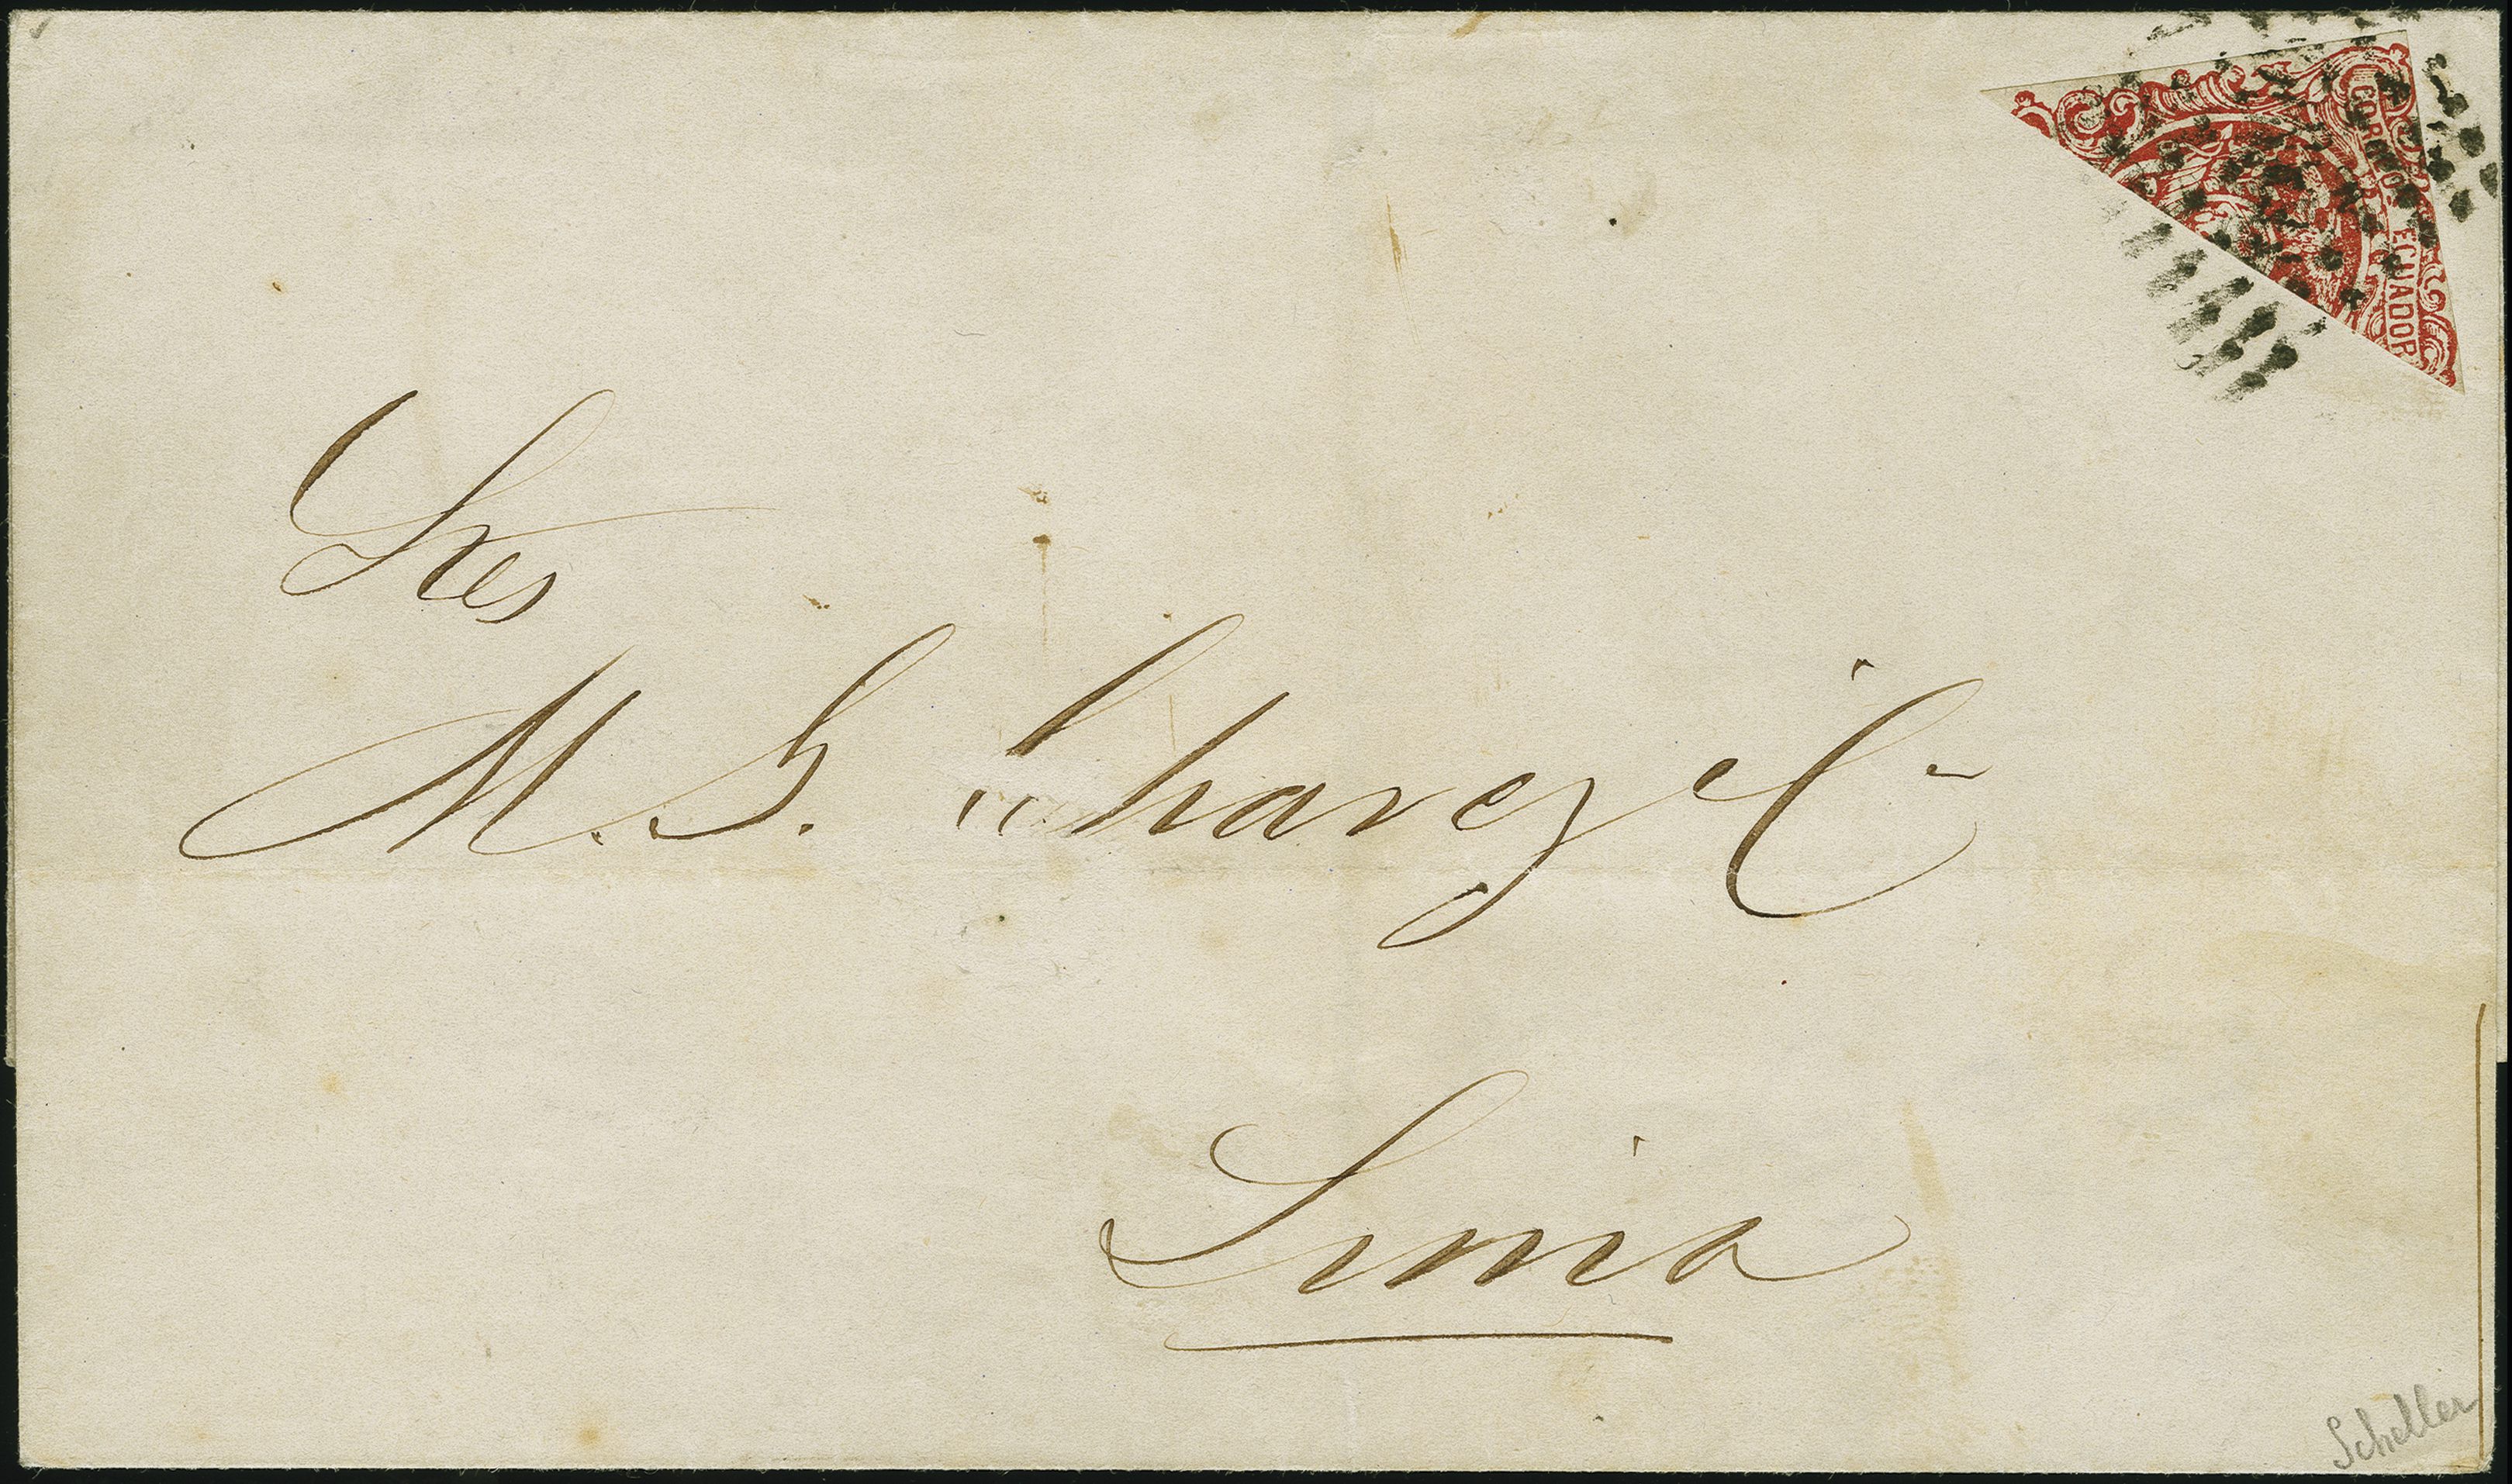 CORREOS ECUADOR
Sres
M. S. Chavez Ca
Lima
Scheller